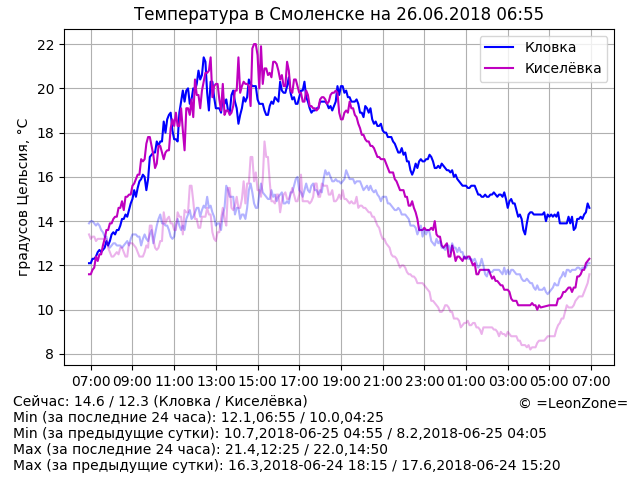 Температура в Смоленске на 26.06.2018 06:55
Кловка
Киселёвка
градусов Цельсия, °C
22
20
18
16
14
12
10
8
07:00 09:00 11:00 13:00 15:00 17:00 19:00 21:00 23:00 01:00 03:00 05:00 07:00
Сейчас: 14.6 / 12.3 (Кловка / Киселёвка)
© =LeonZone=
Min (за последние 24 часа): 12.1,06:55 / 10.0,04:25
Min (за предыдущие сутки): 10.7,2018-06-25 04:55 / 8.2,2018-06-25 04:05
Max (за последние 24 часа): 21.4,12:25 / 22.0,14:50
Max (за предыдущие сутки): 16.3,2018-06-24 18:15 / 17.6,2018-06-24 15:20